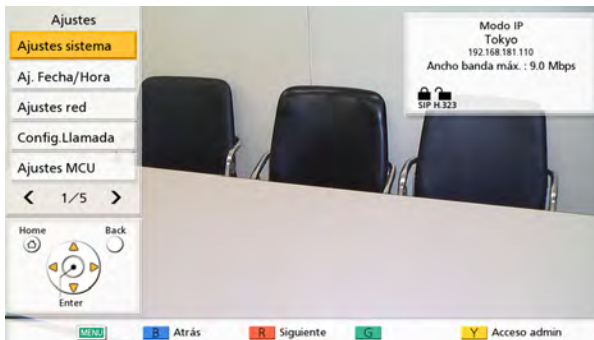 Ajustes
Ajustes sistema
Aj. Fecha/Hora
Ajustes red
Config.Llamada
Ajustes MCU
1/5
Home
Back
Enter
Modo IP
Tokyo
192.168.181.110
Ancho banda máx. : 9.0 Mbps
SIP H.323
MENU
B Atrás
R Siguiente
G
Y Acceso admin